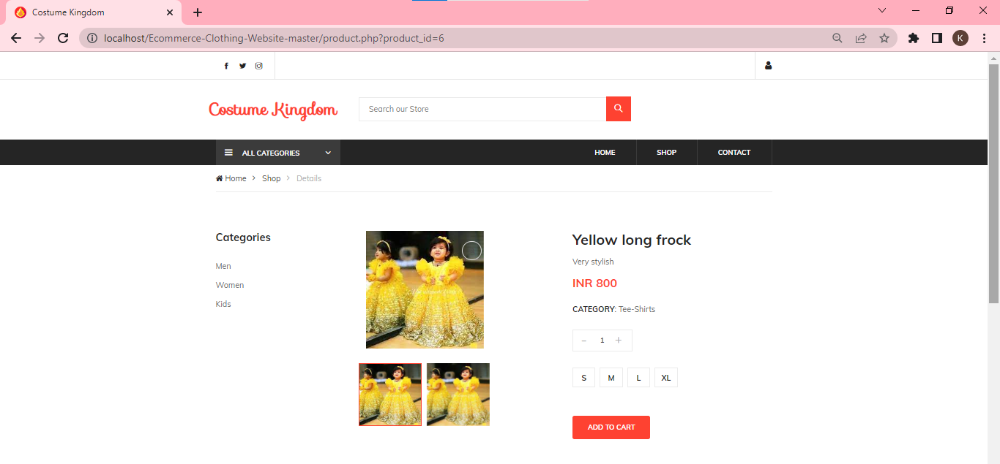 Costume Kingdom
localhost/Ecommerce-Clothing-Website-master/product.php?product_id=6
K
Costume Kingdom
Search our Store
ALL CATEGORIES
HOME
SHOP
CONTACT
Home > Shop > Details
Categories
Men
Women
Kids
Yellow long frock
Very stylish
INR 800
CATEGORY: Tee-Shirts
- 1 +
S M L XL
ADD TO CART